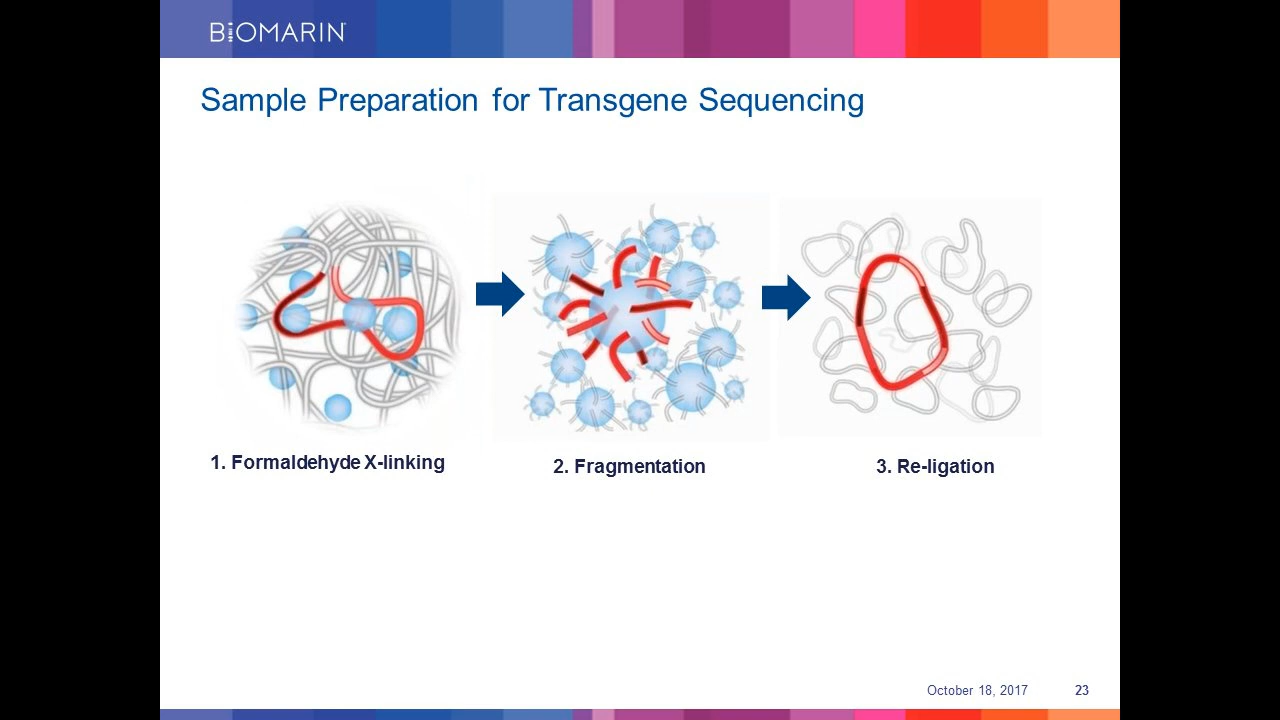 BIOMARIN
Sample Preparation for Transgene Sequencing
1. Formaldehyde X-linking
2. Fragmentation
3. Re-ligation
October 18, 2017
23